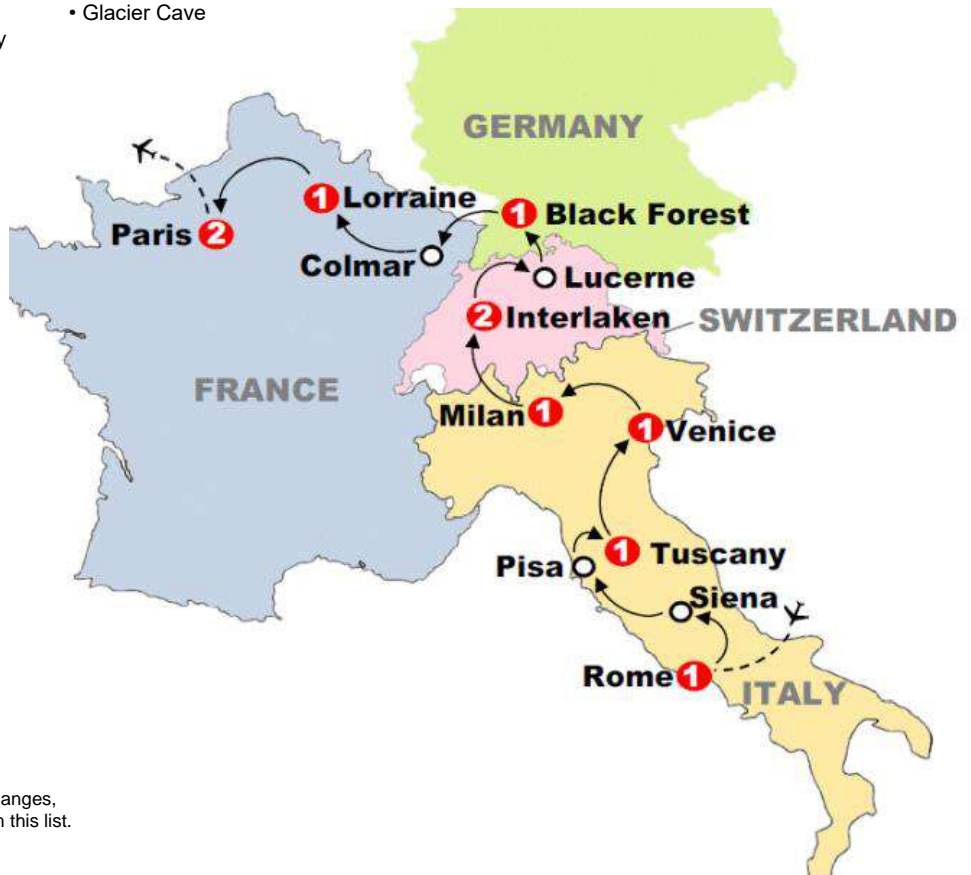 • Glacier Cave
y
GERMANY
1 Lorraine
1 Black Forest
Paris 2
Colmar
Lucerne
2 Interlaken
SWITZERLAND
FRANCE
Milan 1
1 Venice
1 Tuscany
Pisa
Siena
Rome 1
ITALY
anges,
this list.